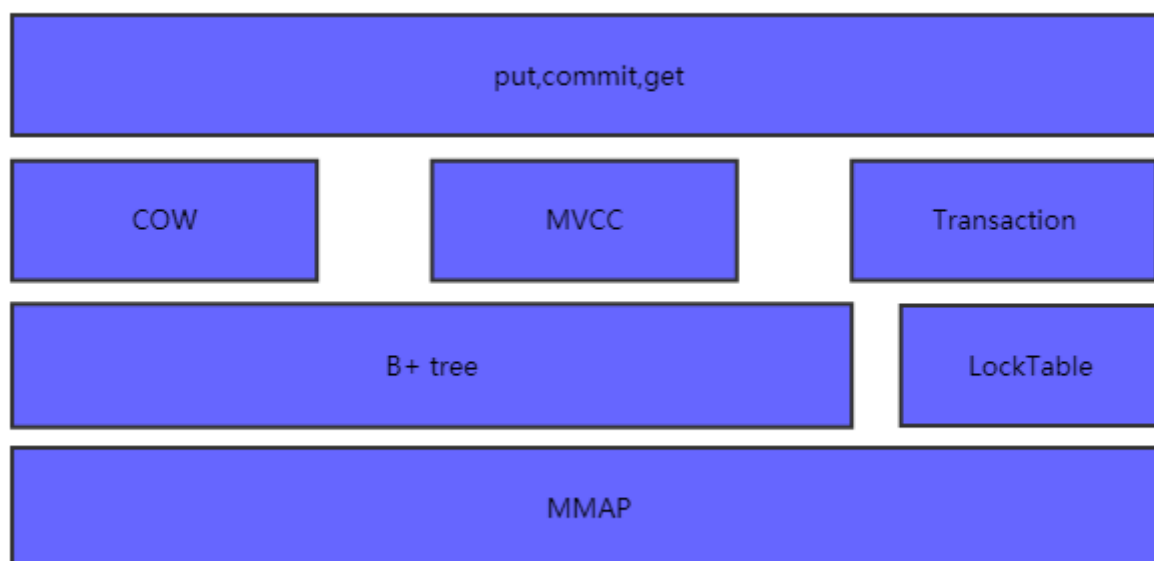 put,commit,get
COW
MVCC
Transaction
B+ tree
LockTable
MMAP